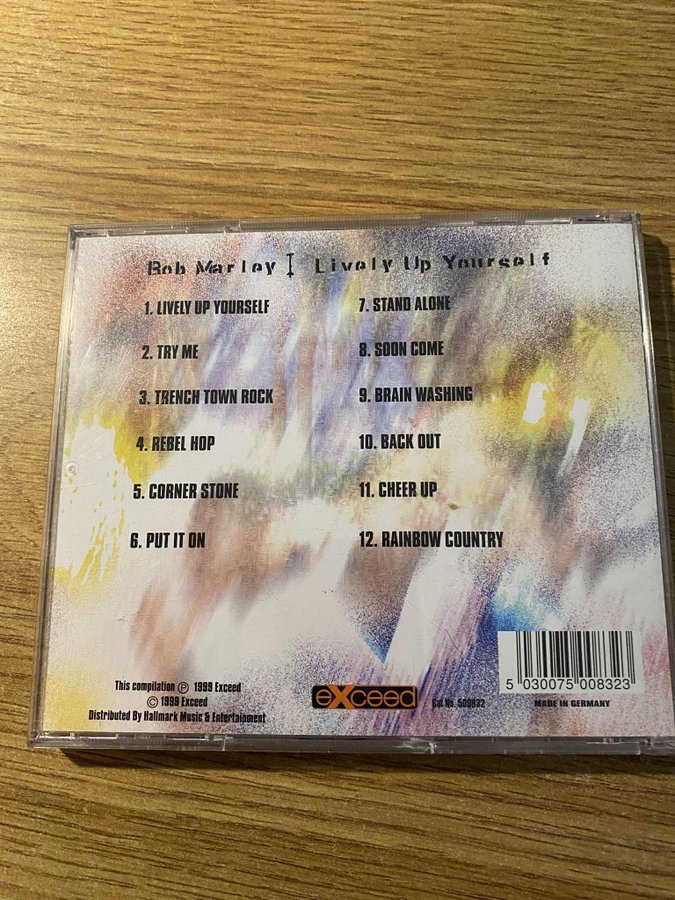 Bob Marley Lively Up Yourself
1. LIVELY UP YOURSELF
2. TRY ME
3. TRENCH TOWN ROCK
4. REBEL HOP
5. CORNER STONE
6. PUT IT ON
7. STAND ALONE
8. SOON COME
9. BRAIN WASHING
10. BACK OUT
11. CHEER UP
12. RAINBOW COUNTRY
This compilation ℗ 1999 Exceed
© 1999 Exceed
Distributed By Hallmark Music & Entertainment
eXceed
Cat.No. 500832
5 030075 008323
MADE IN GERMANY